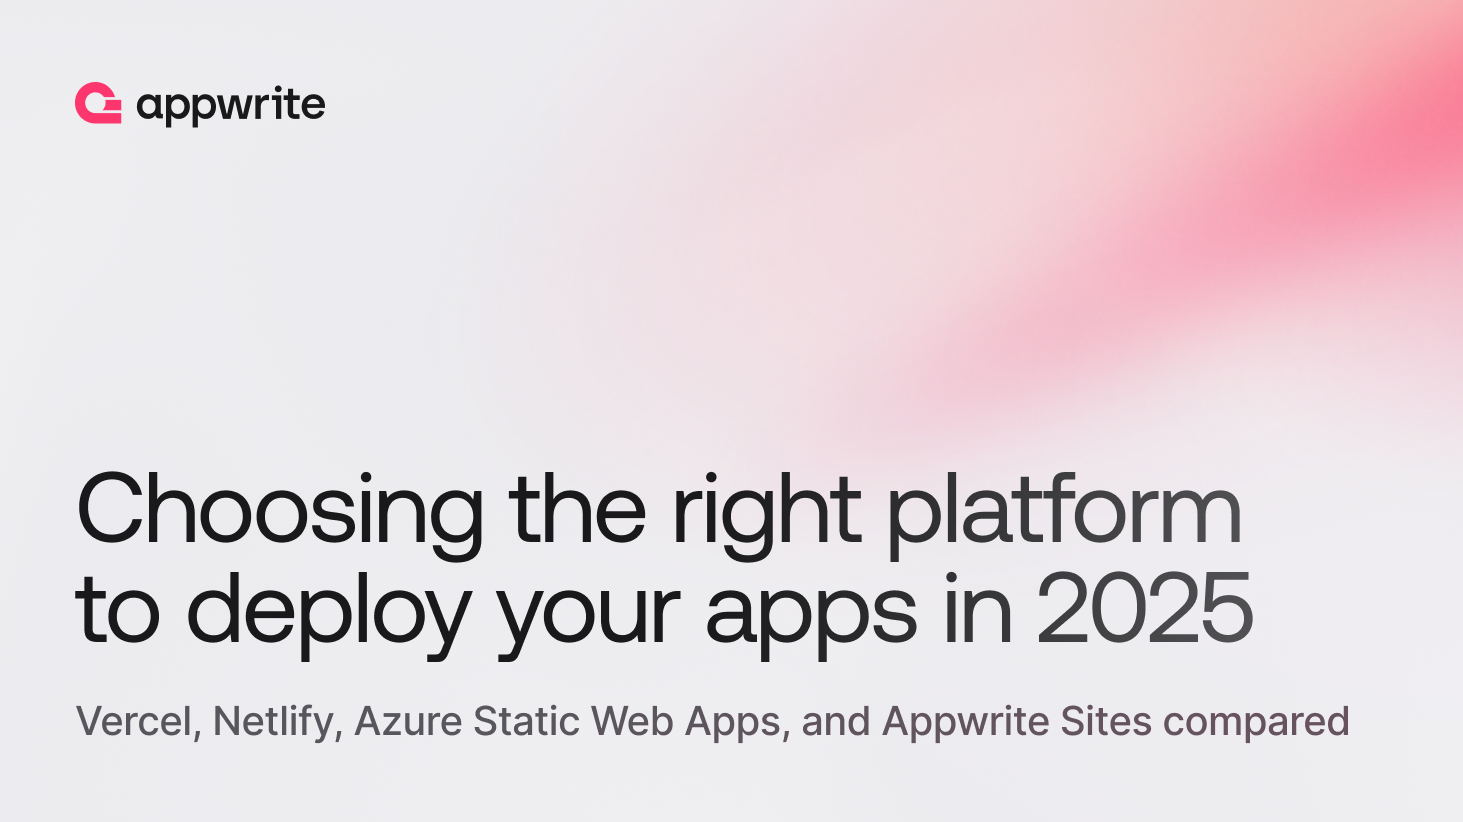 appwrite
Choosing the right platform
to deploy your apps in 2025
Vercel, Netlify, Azure Static Web Apps, and Appwrite Sites compared